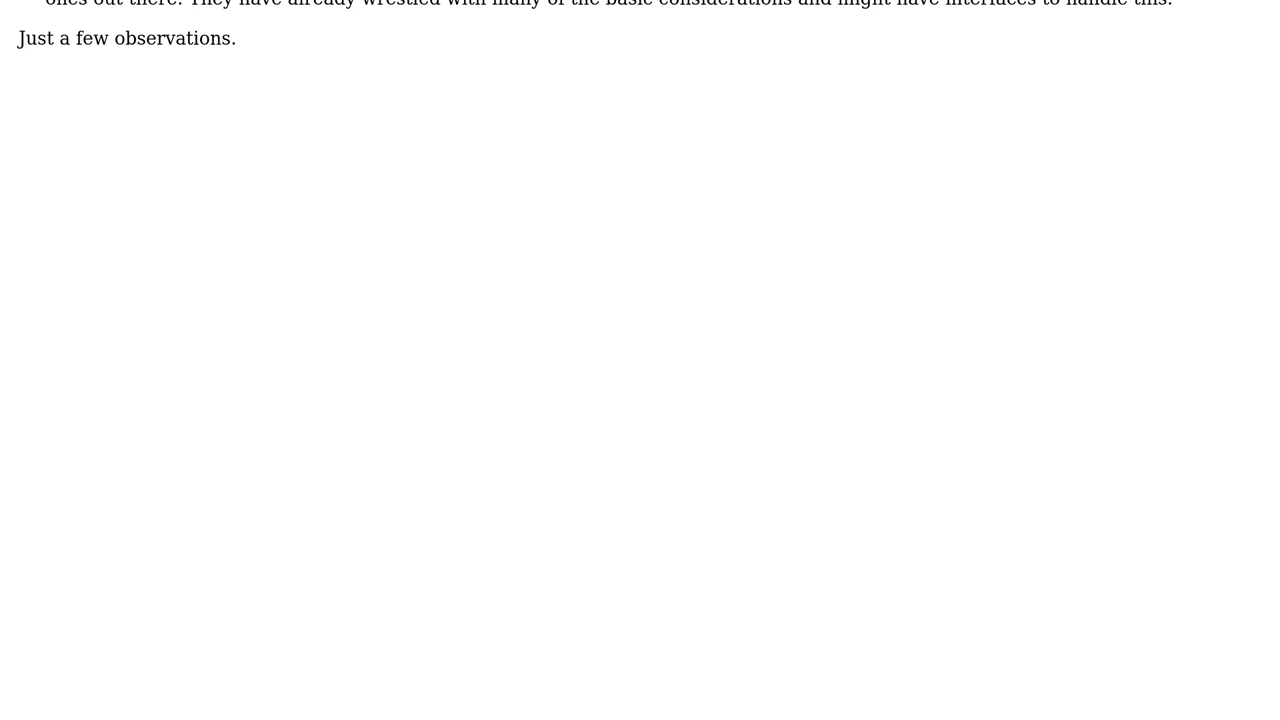 ones out there. They have already wrestled with many of the basic considerations and might have interfaces to handle this.
Just a few observations.